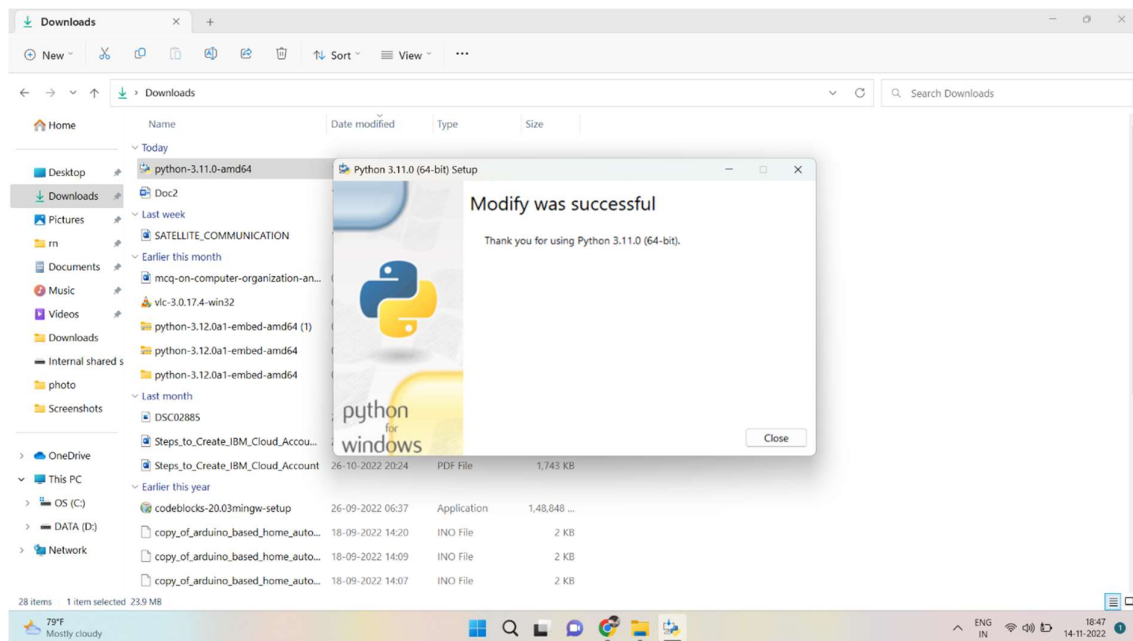 Downloads
New
Sort
View
Downloads
Search Downloads
Name Date modified Type Size
Home
Desktop
Downloads
Pictures
rn
Documents
Music
Videos
Downloads
Internal shared s
photo
Screenshots
OneDrive
This PC
OS (C:)
DATA (D:)
Network
Today
python-3.11.0-amd64
Doc2
Last week
SATELLITE_COMMUNICATION
Earlier this month
mcq-on-computer-organization-an...
vlc-3.0.17.4-win32
python-3.12.0a1-embed-amd64 (1)
python-3.12.0a1-embed-amd64
python-3.12.0a1-embed-amd64
Last month
DSC02885
Steps_to_Create_IBM_Cloud_Accou...
Steps_to_Create_IBM_Cloud_Account 26-10-2022 20:24 PDF File 1,743 KB
Earlier this year
codeblocks-20.03mingw-setup 26-09-2022 06:37 Application 1,48,848 ...
copy_of_arduino_based_home_auto... 18-09-2022 14:20 INO File 2 KB
copy_of_arduino_based_home_auto... 18-09-2022 14:09 INO File 2 KB
copy_of_arduino_based_home_auto... 18-09-2022 14:07 INO File 2 KB
Python 3.11.0 (64-bit) Setup
Modify was successful
Thank you for using Python 3.11.0 (64-bit).
python
for
windows
Close
28 items 1 item selected 23.9 MB
79°F
Mostly cloudy
ENG
IN
18:47
14-11-2022
1